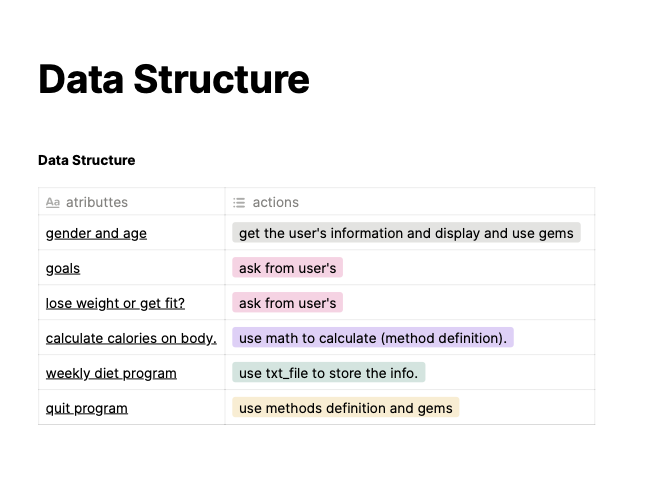 Data Structure
Data Structure
Aa atributtes
actions
gender and age
get the user's information and display and use gems
goals
ask from user's
lose weight or get fit?
ask from user's
calculate calories on body.
use math to calculate (method definition).
weekly diet program
use txt_file to store the info.
quit program
use methods definition and gems